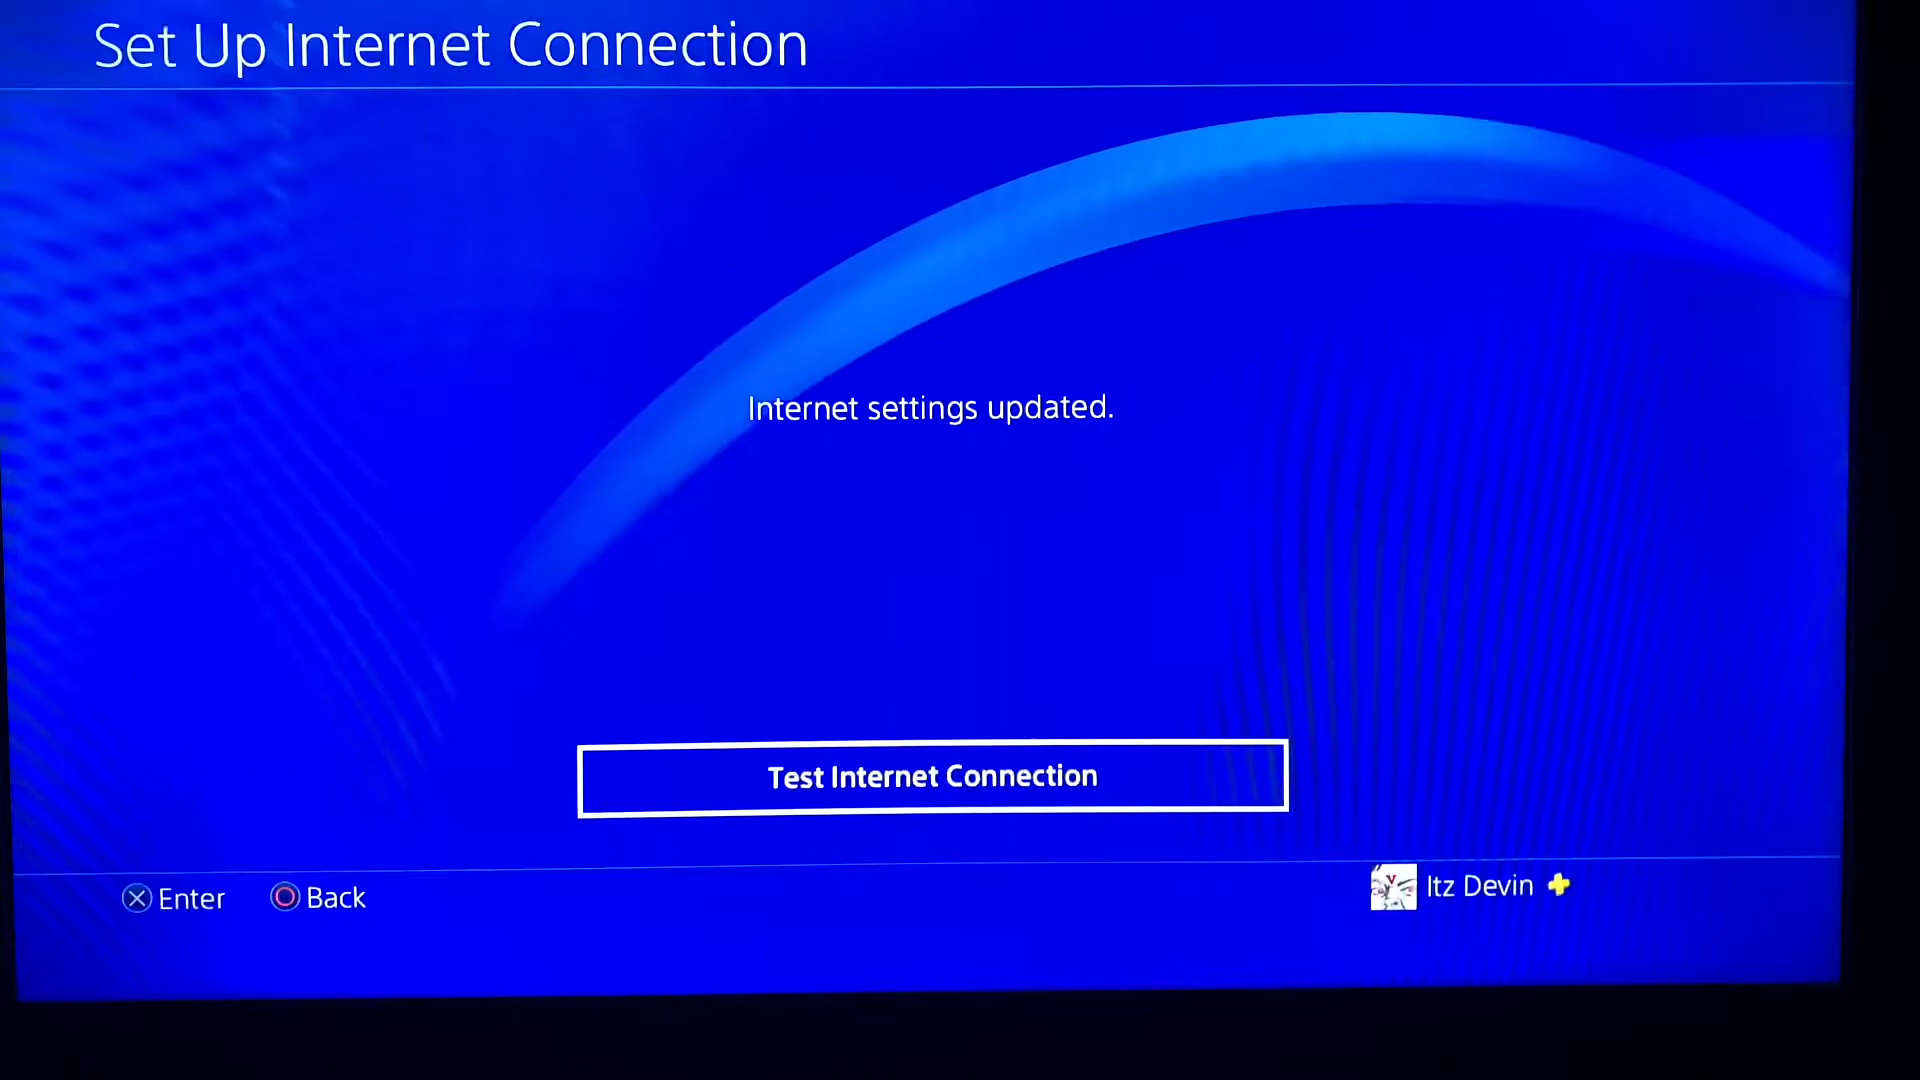 Set Up Internet Connection
Internet settings updated.
Test Internet Connection
Enter
Back
Itz Devin